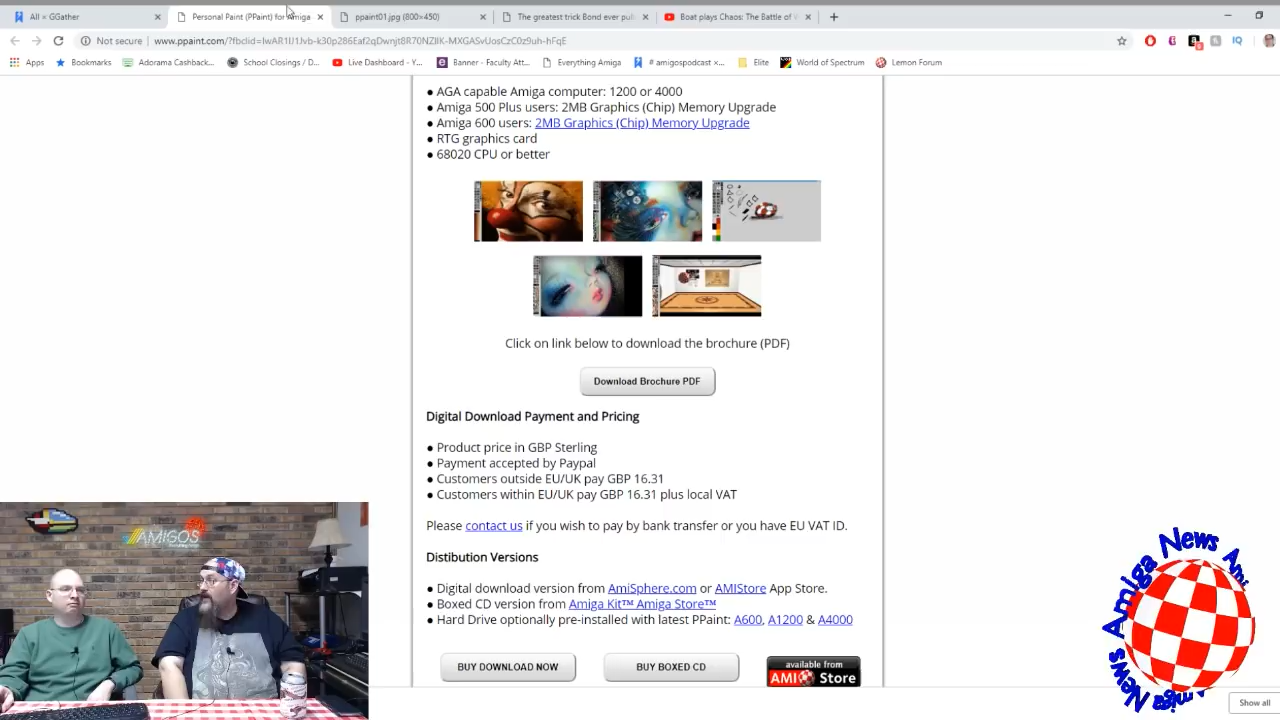 All × GGather
Personal Paint (PPaint) for Amiga
ppaint01.jpg (800×450)
The greatest trick Bond ever pull
Boat plays Chaos: The Battle of W
Not secure
www.ppaint.com/?fbclid=
Apps
Bookmarks
Adorama Cashback...
School Closings / D...
Live Dashboard - Y...
Banner - Faculty Att...
Everything Amiga
# amigospodcast ×...
Elite
World of Spectrum
Lemon Forum
● AGA capable Amiga computer: 1200 or 4000
● Amiga 500 Plus users: 2MB Graphics (Chip) Memory Upgrade
● Amiga 600 users: 2MB Graphics (Chip) Memory Upgrade
● RTG graphics card
● 68020 CPU or better
Click on link below to download the brochure (PDF)
Download Brochure PDF
Digital Download Payment and Pricing
● Product price in GBP Sterling
● Payment accepted by Paypal
● Customers outside EU/UK pay GBP 16.31
● Customers within EU/UK pay GBP 16.31 plus local VAT
Please contact us if you wish to pay by bank transfer or you have EU VAT ID.
Distibution Versions
● Digital download version from AmiSphere.com or AMIStore App Store.
● Boxed CD version from Amiga Kit™ Amiga Store™
● Hard Drive optionally pre-installed with latest PPaint: A600, A1200 & A4000
BUY DOWNLOAD NOW
BUY BOXED CD
available from
AMI Store
AMIGOS
Amiga News Amiga News
Show all